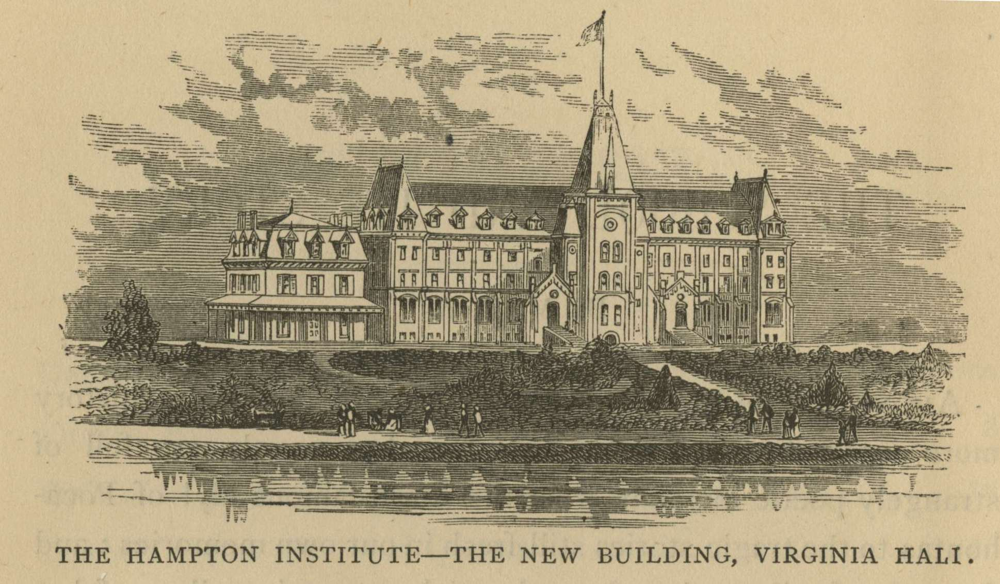 THE HAMPTON INSTITUTE—THE NEW BUILDING, VIRGINIA HALL.